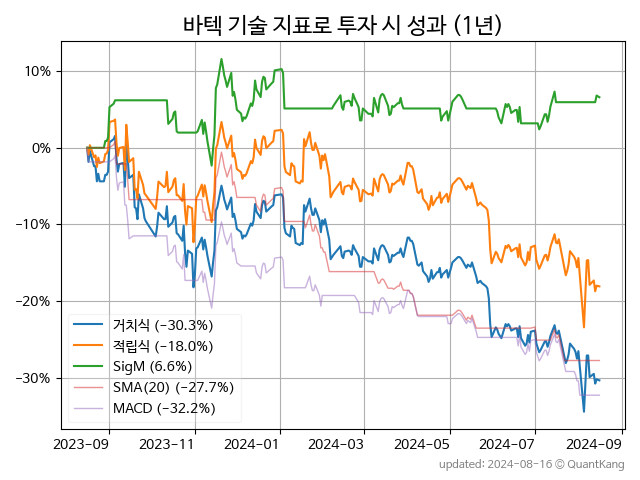 바텍 기술 지표로 투자 시 성과 (1년)
10%
0%
−10%
−20%
−30%
거치식 (−30.3%)
적립식 (−18.0%)
SigM (6.6%)
SMA(20) (−27.7%)
MACD (−32.2%)
2023-09 2023-11 2024-01 2024-03 2024-05 2024-07 2024-09
updated: 2024-08-16 © QuantKang